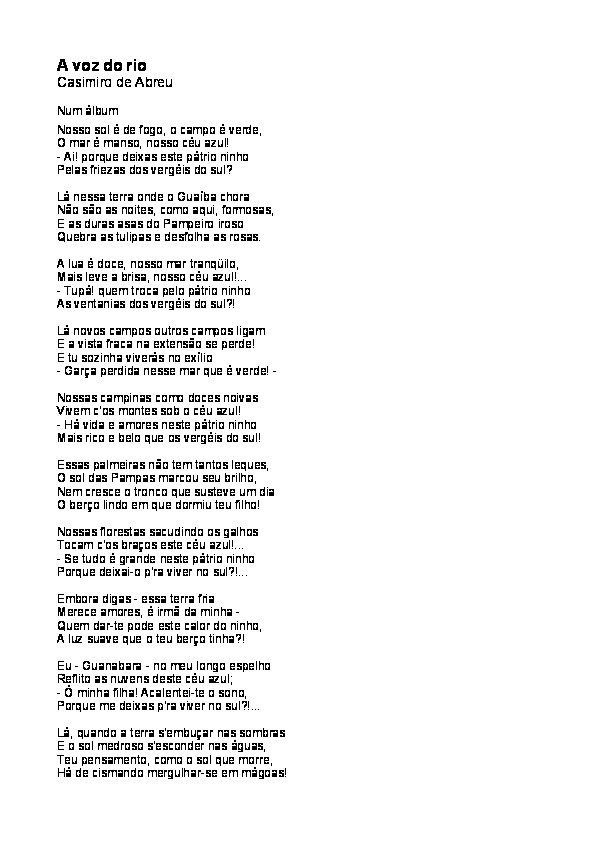 A voz do rio
Casimiro de Abreu
Num álbum
Nosso sol é de fogo, o campo é verde,
O mar é manso, nosso céu azul!
- Ai! porque deixas este pátrio ninho
Pelas friezas dos vergéis do sul?
Lá nessa terra onde o Guaíba chora
Não são as noites, como aqui, formosas,
E as duras asas do Pampeiro iroso
Quebra as tulipas e desfolha as rosas.
A lua é doce, nosso mar tranqüilo,
Mais leve a brisa, nosso céu azul!...
- Tupá! quem troca pelo pátrio ninho
As ventanias dos vergéis do sul?!
Lá novos campos outros campos ligam
E a vista fraca na extensão se perde!
E tu sozinha viverás no exílio
- Garça perdida nesse mar que é verde! -
Nossas campinas como doces noivas
Vivem c'os montes sob o céu azul!
- Há vida e amores neste pátrio ninho
Mais rico e belo que os vergéis do sul!
Essas palmeiras não tem tantos leques,
O sol das Pampas marcou seu brilho,
Nem cresce o tronco que susteve um dia
O berço lindo em que dormiu teu filho!
Nossas florestas sacudindo os galhos
Tocam c'os braços este céu azul!...
- Se tudo é grande neste pátrio ninho
Porque deixai-o p'ra viver no sul?!...
Embora digas - essa terra fria
Merece amores, é irmã da minha -
Quem dar-te pode este calor do ninho,
A luz suave que o teu berço tinha?!
Eu - Guanabara - no meu longo espelho
Reflito as nuvens deste céu azul;
- Ó minha filha! Acalentei-te o sono,
Porque me deixas p'ra viver no sul?!...
Lá, quando a terra s'embuçar nas sombras
E o sol medroso s'esconder nas águas,
Teu pensamento, como o sol que morre,
Há de cismando mergulhar-se em mágoas!